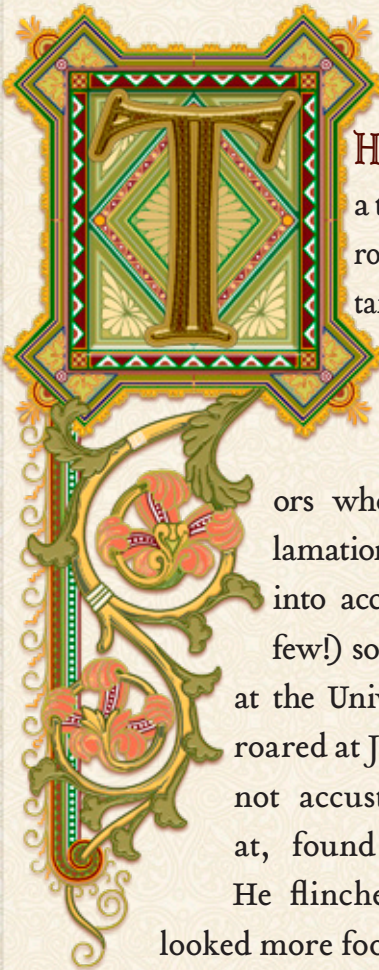 T
H
a t
ro
ta
ors who
lamation
into acc
few!) so
at the Univ
roared at J
not accust
at, found
He flinche
looked more foo